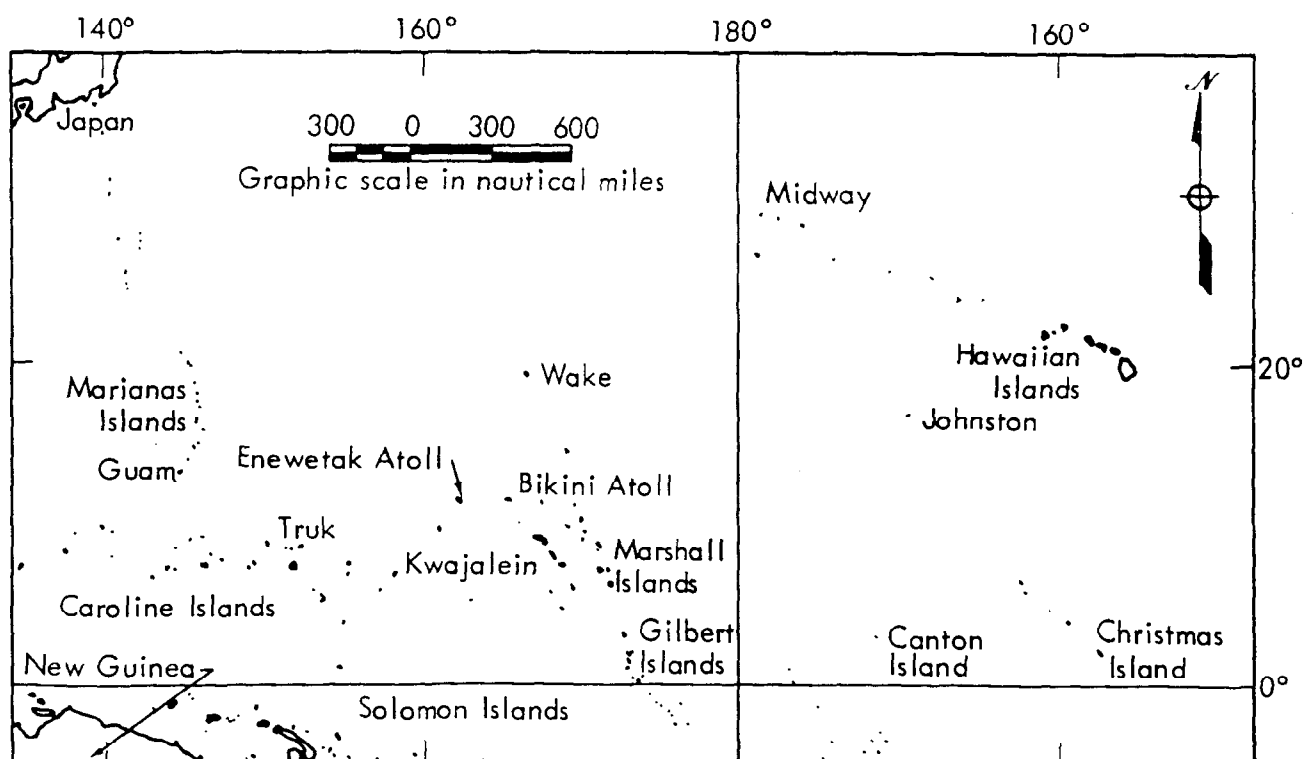 140° 160° 180° 160°
Japan
300 0 300 600
Graphic scale in nautical miles
N
Midway
Hawaiian
Islands
20°
Wake
Johnston
Marianas
Islands
Guam
Enewetak Atoll
Bikini Atoll
Truk
Kwajalein
Marshall
Islands
Caroline Islands
Gilbert
Islands
Canton
Island
Christmas
Island
New Guinea
0°
Solomon Islands